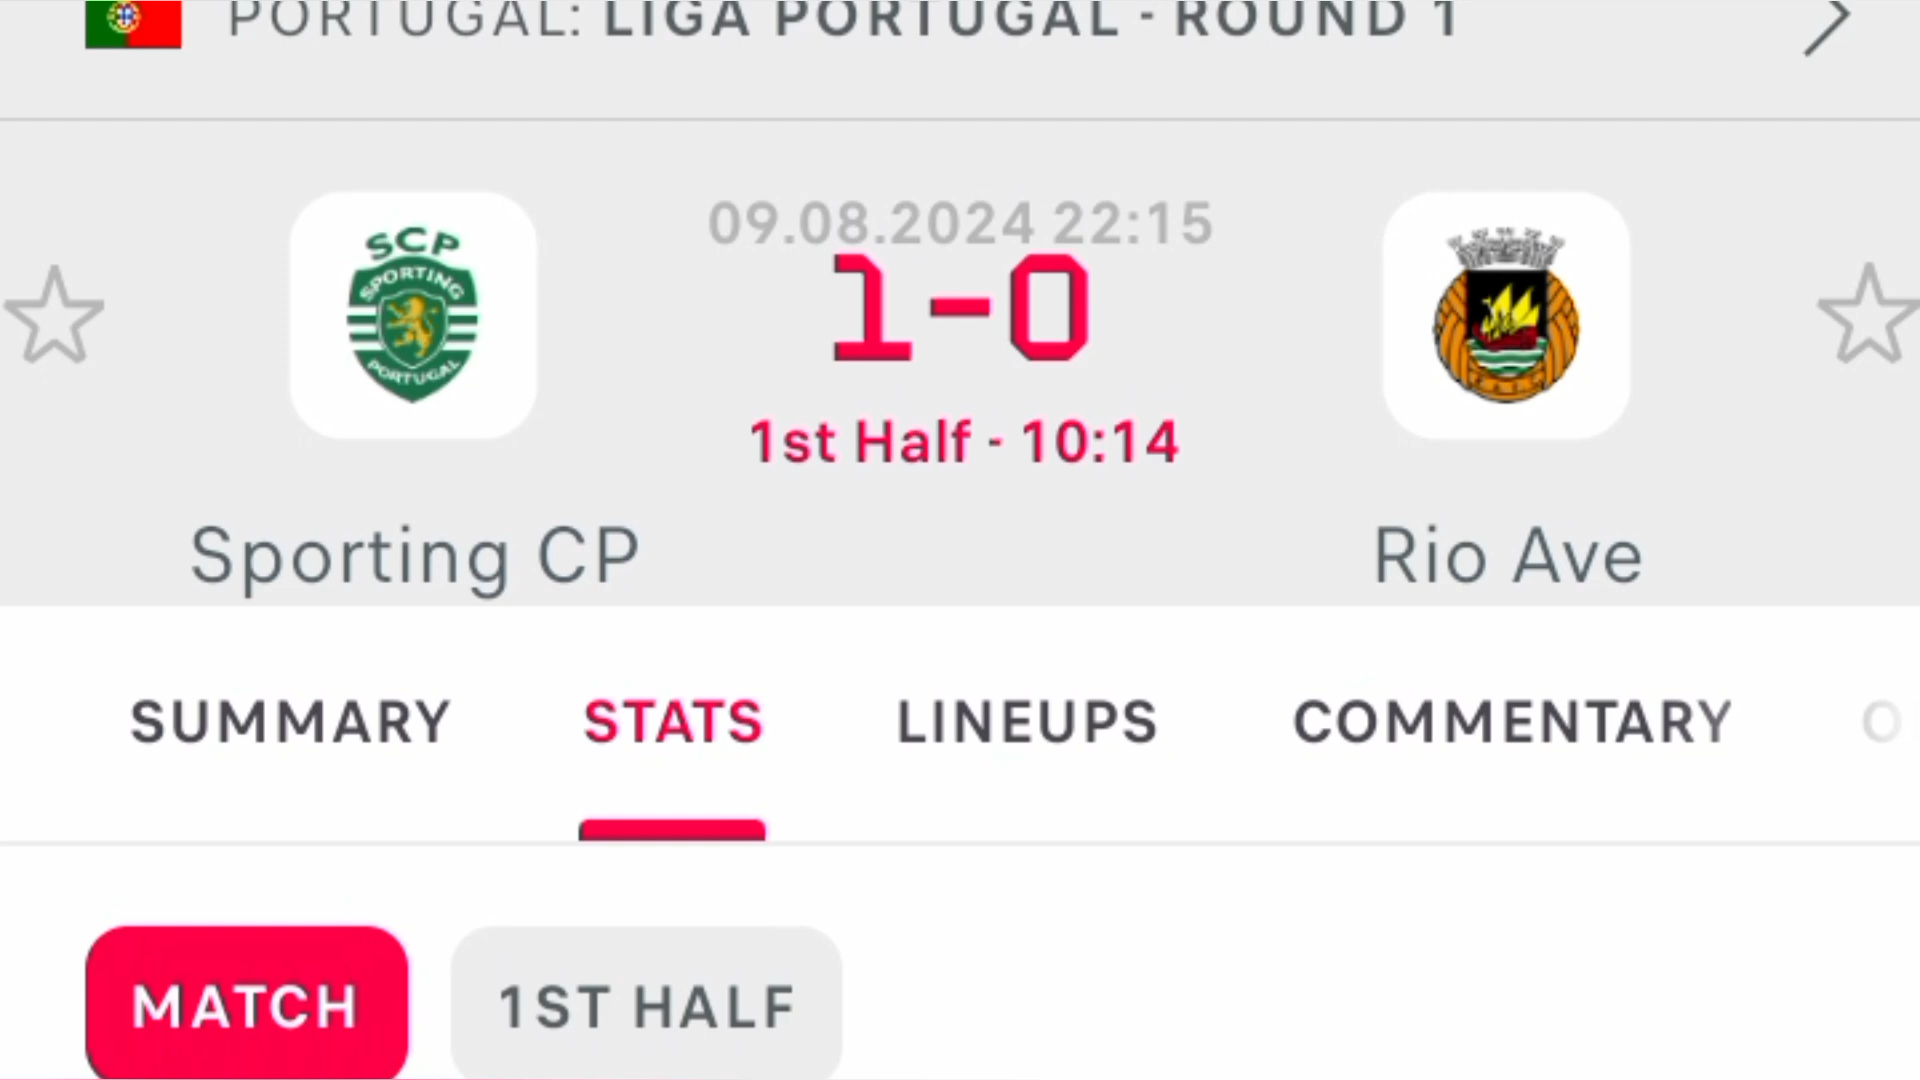 PORTUGAL: LIGA PORTUGAL - ROUND 1
09.08.2024 22:15
SCP
SPORTING
PORTUGAL
1-0
1st Half - 10:14
Sporting CP
Rio Ave
SUMMARY
STATS
LINEUPS
COMMENTARY
MATCH
1ST HALF